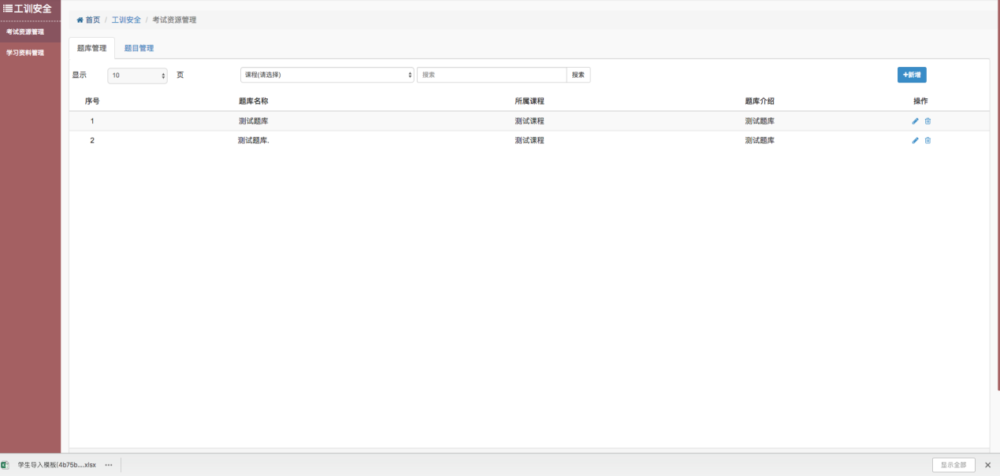 工训安全
考试资源管理
学习资料管理
首页 / 工训安全 / 考试资源管理
题库管理 题目管理
显示 10 页 课程(请选择) 搜索 搜索 +新增
序号 题库名称 所属课程 题库介绍 操作
1 测试题库 测试课程 测试题库
2 测试题库. 测试课程 测试题库
学生导入模板(4b75b....xlsx 显示全部